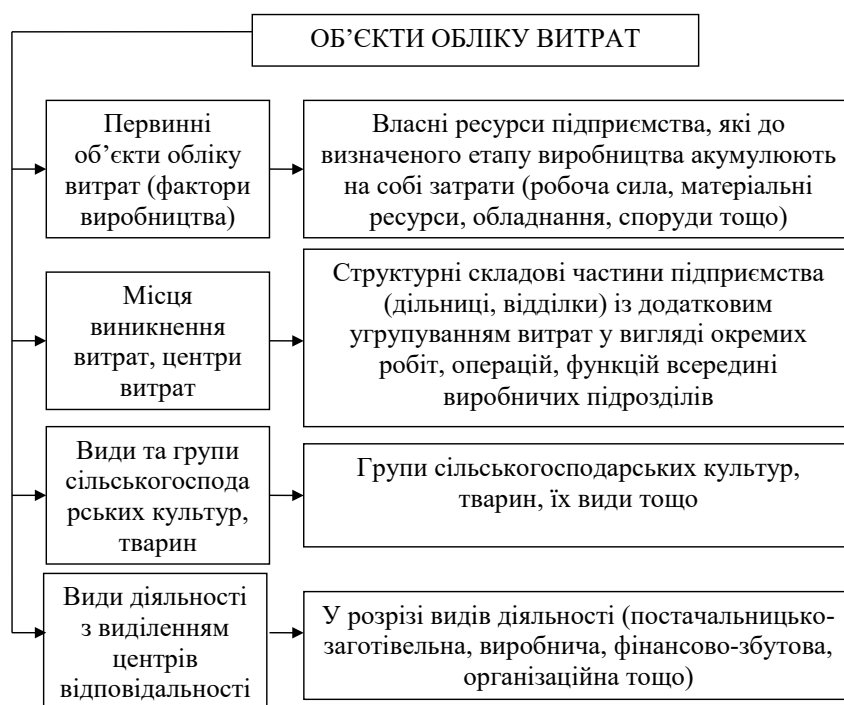 ОБ’ЄКТИ ОБЛІКУ ВИТРАТ
Первинні
об’єкти обліку
витрат (фактори
виробництва)
Власні ресурси підприємства, які до
визначеного етапу виробництва акумулюють
на собі затрати (робоча сила, матеріальні
ресурси, обладнання, споруди тощо)
Місця
виникнення
витрат, центри
витрат
Структурні складові частини підприємства
(дільниці, відділки) із додатковим
угрупуванням витрат у вигляді окремих
робіт, операцій, функцій всередині
виробничих підрозділів
Види та групи
сільськогоспода
рських культур,
тварин
Групи сільськогосподарських культур,
тварин, їх види тощо
Види діяльності
з виділенням
центрів
відповідальності
У розрізі видів діяльності (постачальницько-
заготівельна, виробнича, фінансово-збутова,
організаційна тощо)